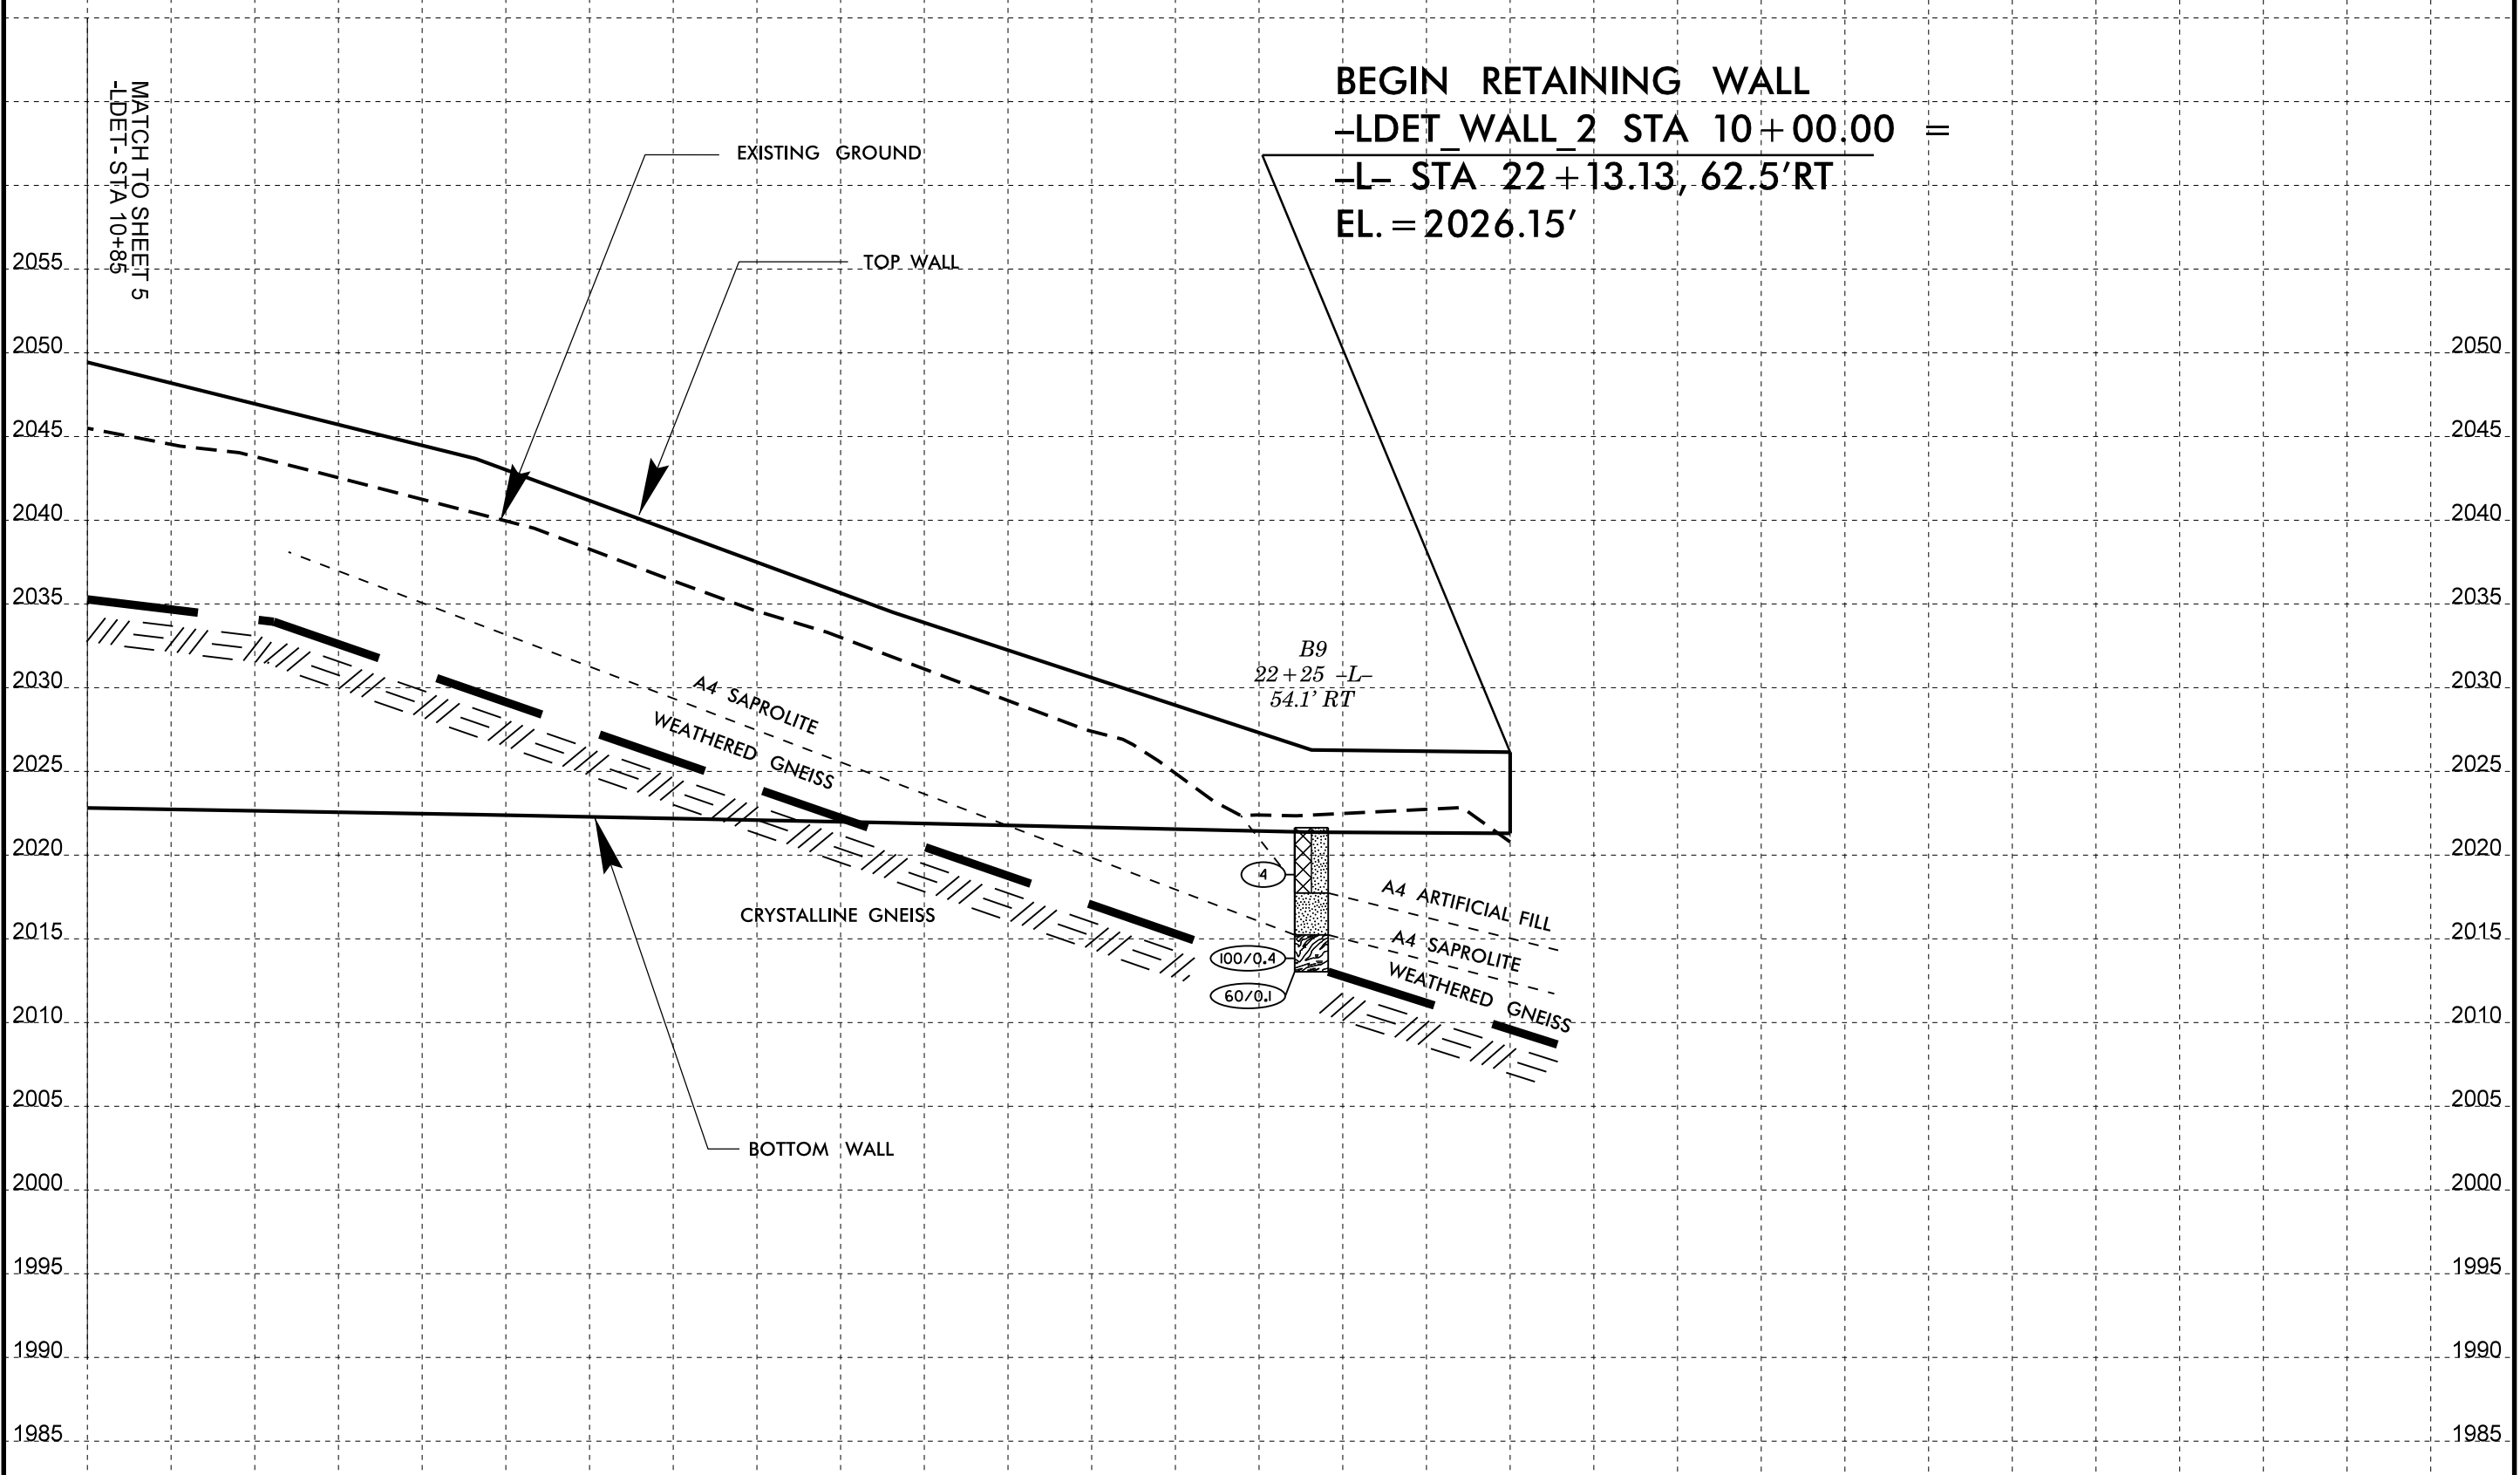 BEGIN RETAINING WALL
-LDET_WALL_2 STA 10+00.00 =
-L- STA 22+13.13, 62.5'RT
EL. = 2026.15'
MATCH TO SHEET 5
-LDET- STA 10+85
EXISTING GROUND
TOP WALL
2055
2050 2050
2045 2045
2040 2040
2035 2035
B9
22+25 -L-
54.1' RT
2030 2030
A4 SAPROLITE
WEATHERED GNEISS
2025 2025
2020 2020
4
A4 ARTIFICIAL FILL
CRYSTALLINE GNEISS
2015 2015
A4 SAPROLITE
100/0.4
WEATHERED GNEISS
60/0.1
2010 2010
2005 2005
BOTTOM WALL
2000 2000
1995 1995
1990 1990
1985 1985